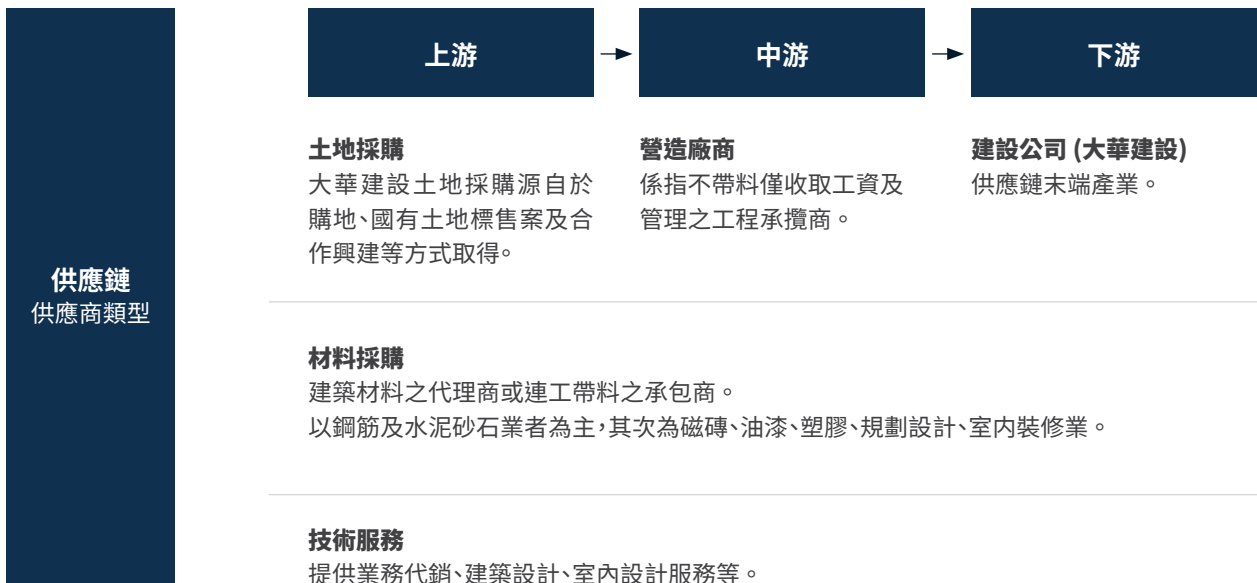 上游
中游
下游
供應鏈
供應商類型
土地採購
大華建設土地採購源自於
購地、國有土地標售案及合
作興建等方式取得。
營造廠商
係指不帶料僅收取工資及
管理之工程承攬商。
建設公司 (大華建設)
供應鏈末端產業。
材料採購
建築材料之代理商或連工帶料之承包商。
以鋼筋及水泥砂石業者為主,其次為磁磚、油漆、塑膠、規劃設計、室內裝修業。
技術服務
提供業務代銷、建築設計、室內設計服務等。